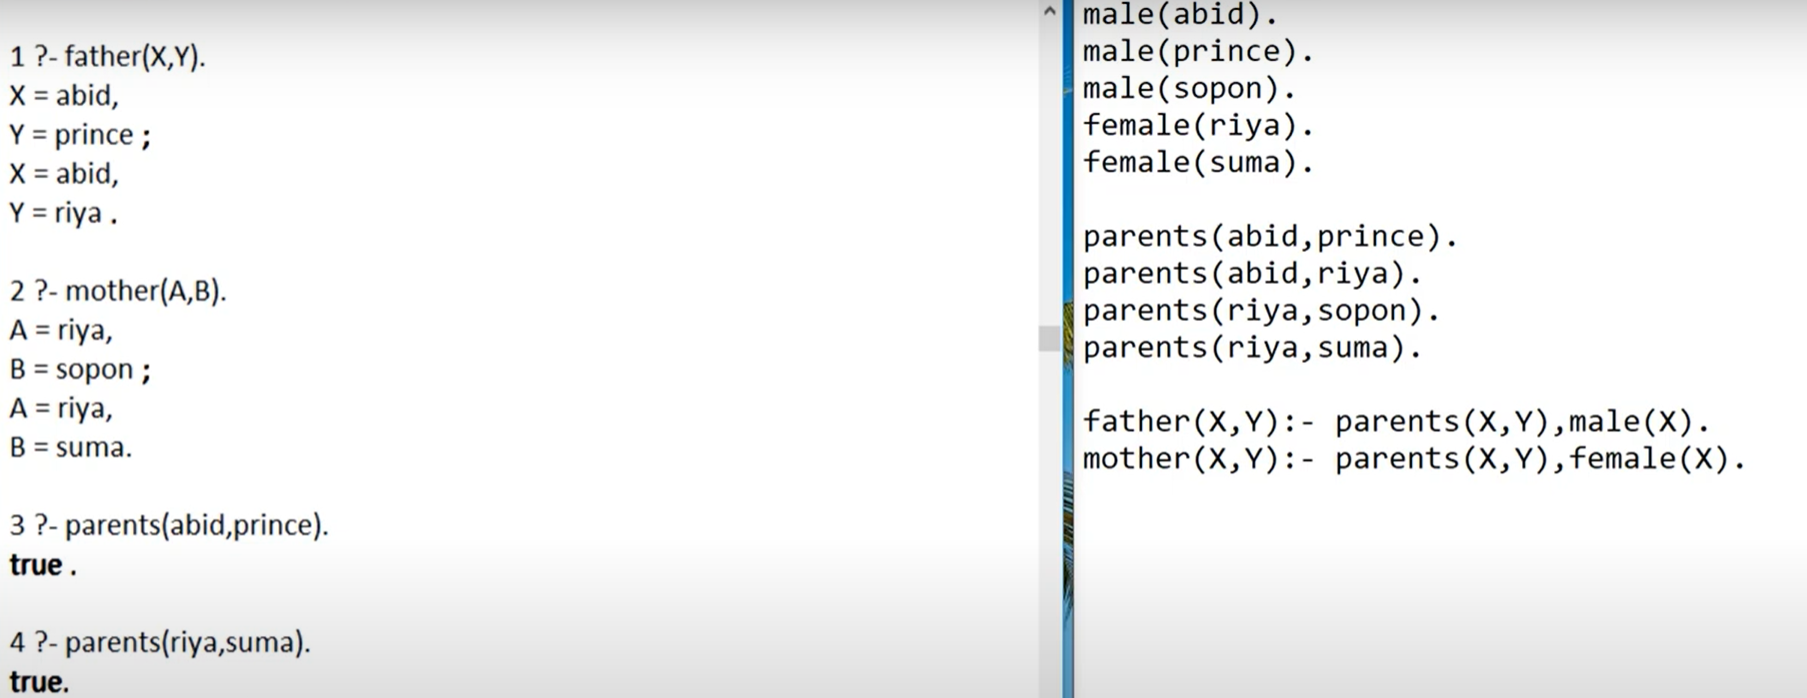 1 ?- father(X,Y).
X = abid,
Y = prince ;
X = abid,
Y = riya .
2 ?- mother(A,B).
A = riya,
B = sopon ;
A = riya,
B = suma.
3 ?- parents(abid,prince).
true .
4 ?- parents(riya,suma).
true.
male(abid).
male(prince).
male(sopon).
female(riya).
female(suma).
parents(abid,prince).
parents(abid,riya).
parents(riya,sopon).
parents(riya,suma).
father(X,Y):- parents(X,Y),male(X).
mother(X,Y):- parents(X,Y),female(X).